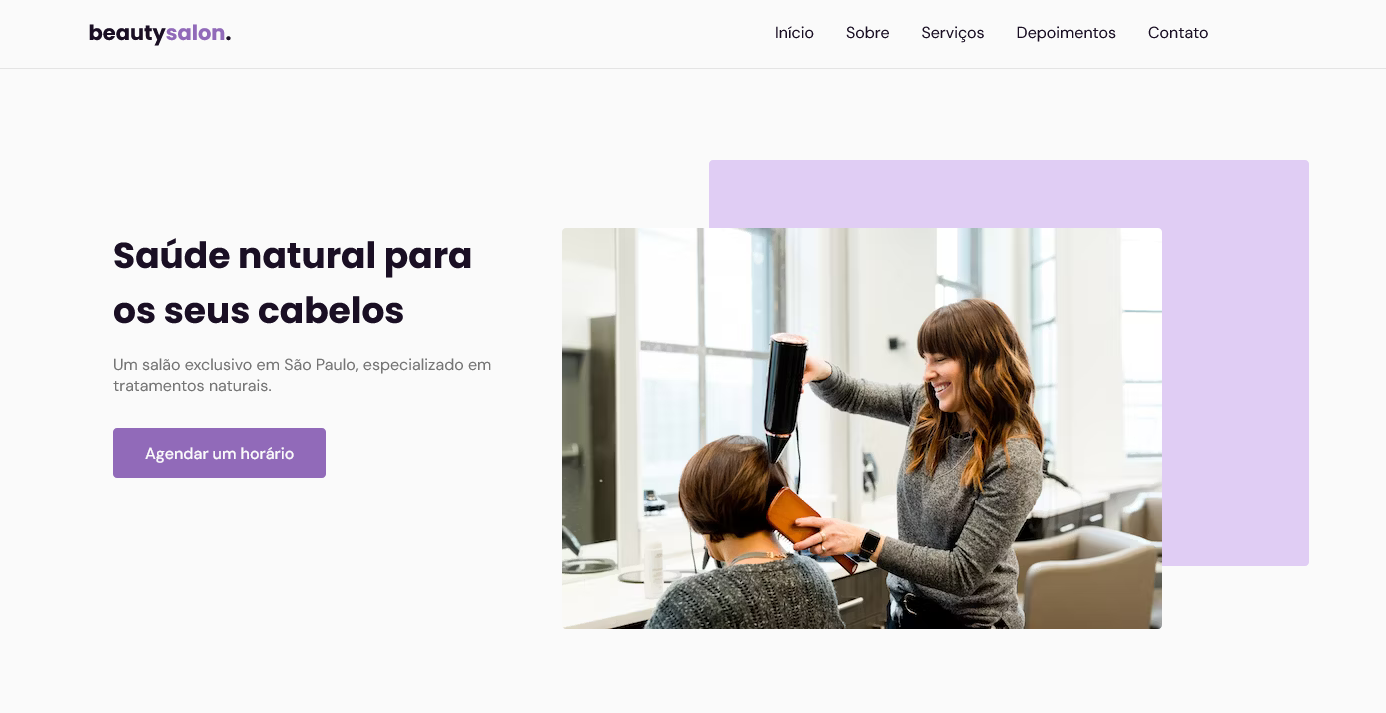 beautysalon.
Início Sobre Serviços Depoimentos Contato
Saúde natural para
os seus cabelos
Um salão exclusivo em São Paulo, especializado em
tratamentos naturais.
Agendar um horário